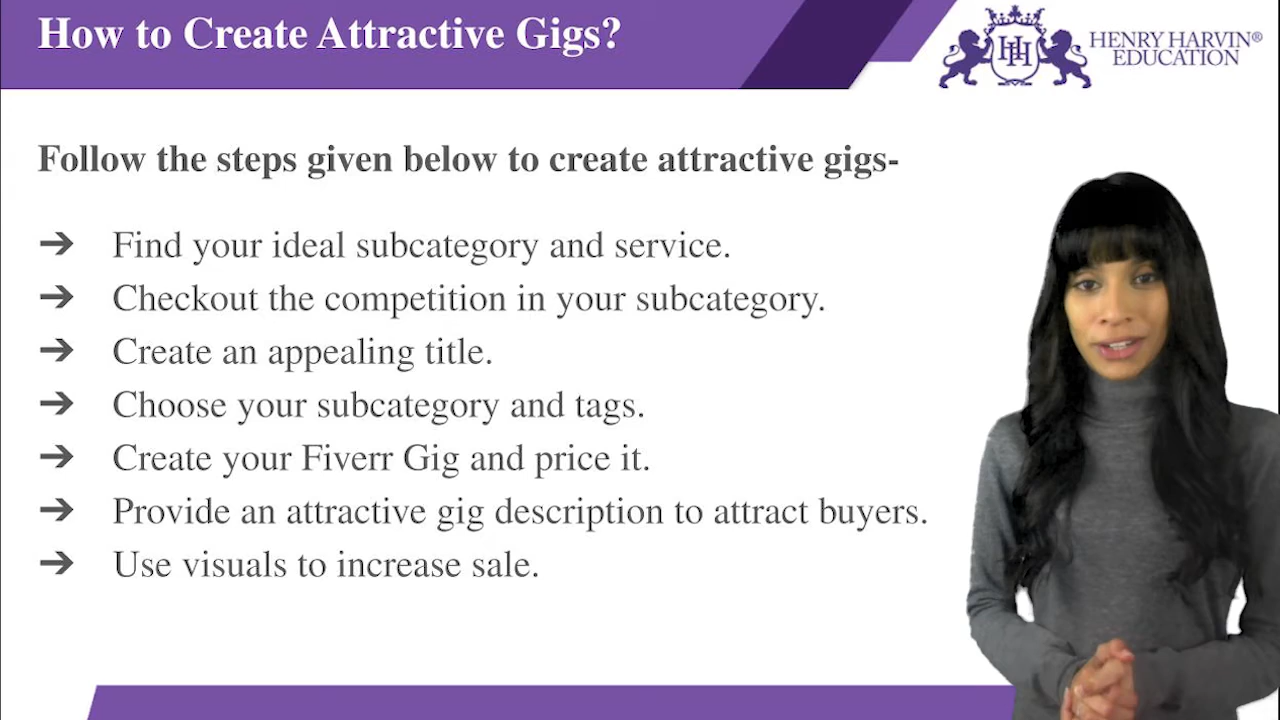 How to Create Attractive Gigs?
HENRY HARVIN®
EDUCATION
Follow the steps given below to create attractive gigs-
➔ Find your ideal subcategory and service.
➔ Checkout the competition in your subcategory.
➔ Create an appealing title.
➔ Choose your subcategory and tags.
➔ Create your Fiverr Gig and price it.
➔ Provide an attractive gig description to attract buyers.
➔ Use visuals to increase sale.